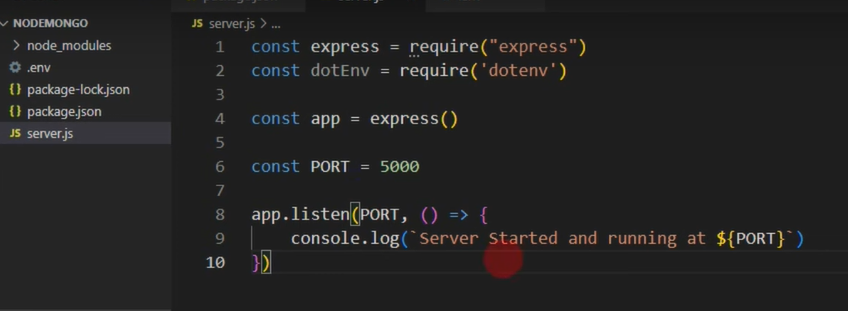 NODEMONGO
node_modules
.env
{} package-lock.json
{} package.json
JS server.js
JS server.js > ...
1 const express = require("express")
2 const dotEnv = require('dotenv')
3
4 const app = express()
5
6 const PORT = 5000
7
8 app.listen(PORT, () => {
9 console.log(`Server Started and running at ${PORT}`)
10 })